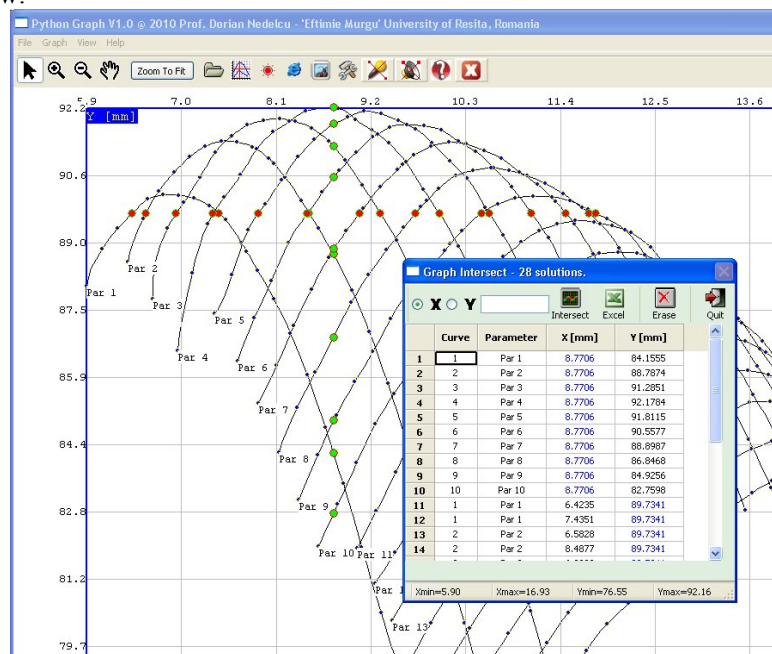 Python Graph V1.0 @ 2010 Prof. Dorian Nedelcu - 'Eftimie Murgu' University of Resita, Romania
File Graph View Help
Zoom To Fit
5.9 7.0 8.1 9.2 10.3 11.4 12.5 13.6
92.2
Y [mm]
90.6
89.0
87.5
85.9
84.4
82.8
81.2
79.7
Par 1
Par 2
Par 3
Par 4
Par 5
Par 6
Par 7
Par 8
Par 9
Par 10
Par 11
Par 13
Graph Intersect - 28 solutions.
X Y Intersect Excel Erase Quit
Curve Parameter X [mm] Y [mm]
1 1 Par 1 8.7706 84.1555
2 2 Par 2 8.7706 88.7874
3 3 Par 3 8.7706 91.2851
4 4 Par 4 8.7706 92.1784
5 5 Par 5 8.7706 91.8115
6 6 Par 6 8.7706 90.5577
7 7 Par 7 8.7706 88.8987
8 8 Par 8 8.7706 86.8468
9 9 Par 9 8.7706 84.9256
10 10 Par 10 8.7706 82.7598
11 1 Par 1 6.4235 89.7341
12 1 Par 1 7.4351 89.7341
13 2 Par 2 6.5828 89.7341
14 2 Par 2 8.4877 89.7341
Xmin=5.90 Xmax=16.93 Ymin=76.55 Ymax=92.16